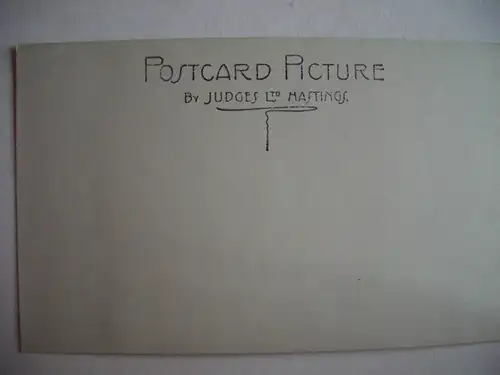 POSTCARD PICTURE
BY JUDGES LTD HASTINGS.